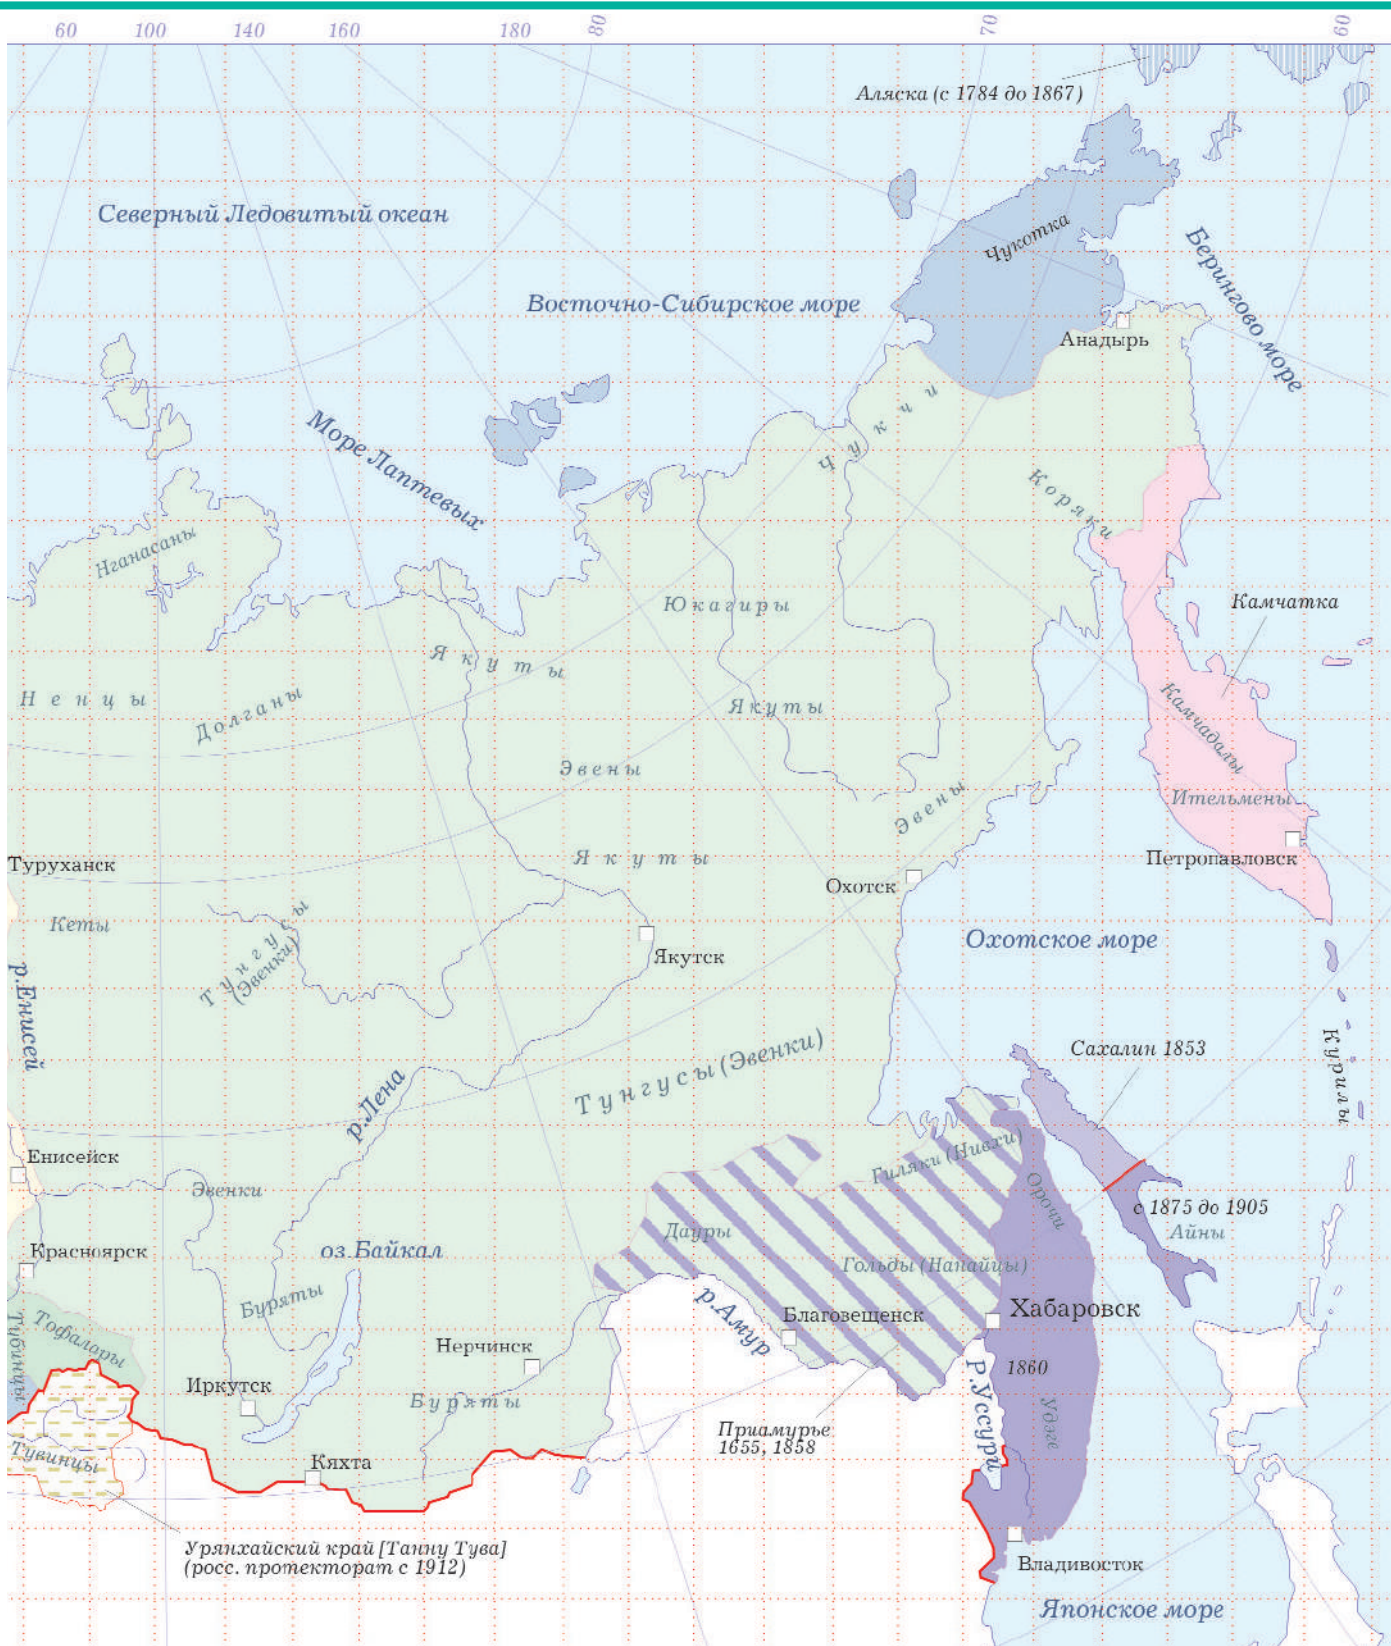 60 100 140 160 180 80 70 60
Аляска (с 1784 до 1867)
Северный Ледовитый океан
Чукотка
Берингово море
Восточно-Сибирское море
Анадырь
Море Лаптевых
Чукчи
Коряки
Нганасаны
Юкагиры
Камчатка
Якуты
Ненцы
Долганы
Якуты
Камчадалы
Эвены
Эвены
Ительмены
Якуты
Петропавловск
Туруханск
Охотск
Кеты
Тунгусы
(Эвенки)
Якутск
Охотское море
р.Енисей
Тунгусы (Эвенки)
Сахалин 1853
Курилы
р.Лена
Енисейск
Эвенки
Гиляки (Нивхи)
Орочи
с 1875 до 1905
Айны
Дауры
Красноярск
оз.Байкал
Гольды (Нанайцы)
Буряты
р.Амур
Благовещенск
Хабаровск
Тофалары
Тубинцы
Нерчинск
1860
Иркутск
Буряты
р.Уссури
Удэге
Приамурье
1655, 1858
Тувинцы
Кяхта
Урянхайский край [Танну Тува]
(росс. протекторат с 1912)
Владивосток
Японское море